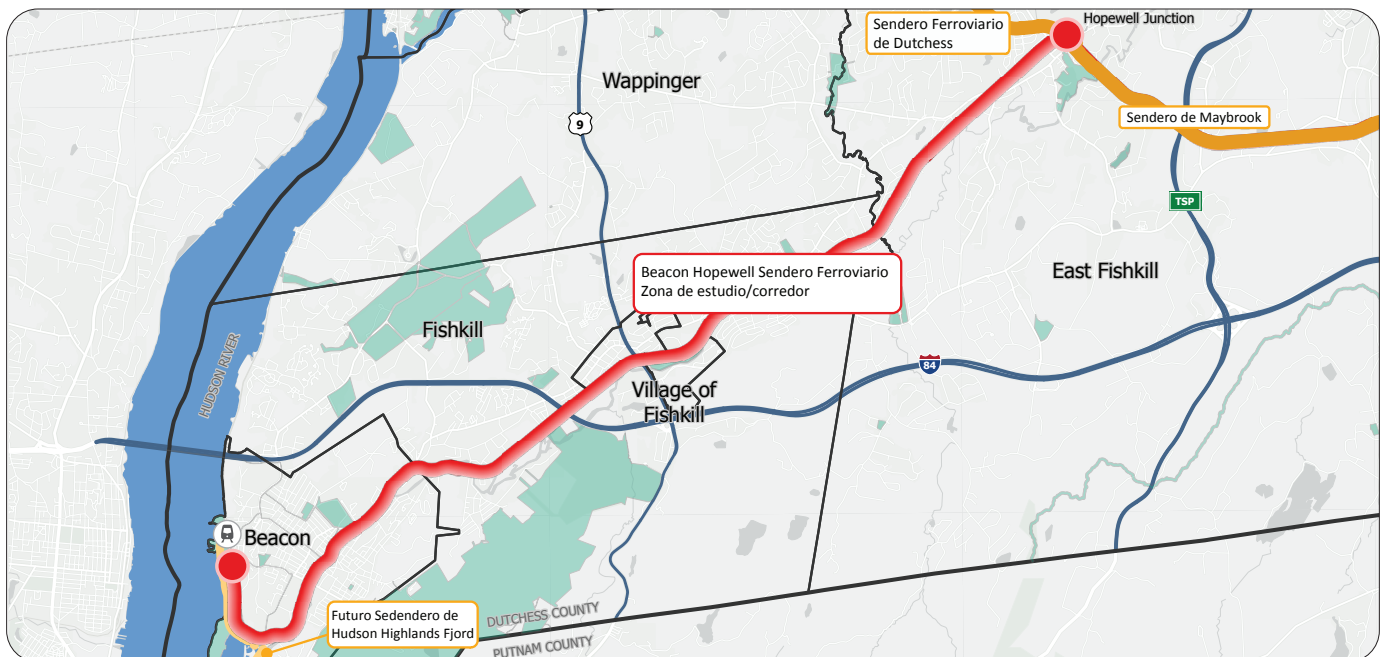 Hopewell Junction
Sendero Ferroviario
de Dutchess
Wappinger
9
Sendero de Maybrook
TSP
Beacon Hopewell Sendero Ferroviario
Zona de estudio/corredor
East Fishkill
HUDSON RIVER
Fishkill
84
Village of
Fishkill
Beacon
Futuro Sedendero de
Hudson Highlands Fjord
DUTCHESS COUNTY
PUTNAM COUNTY